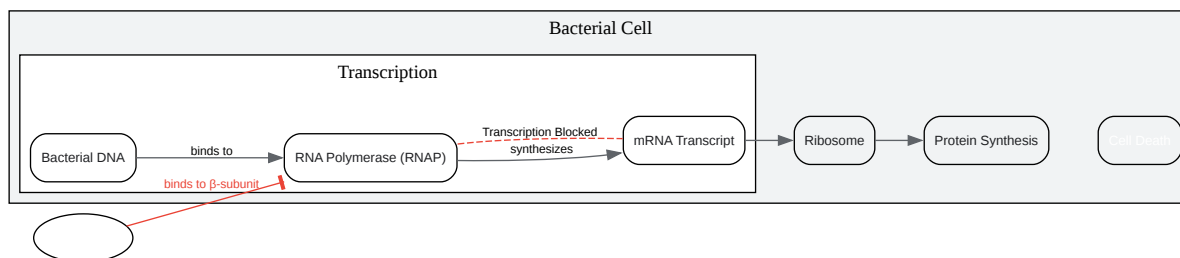 Bacterial Cell
Transcription
Bacterial DNA
binds to
RNA Polymerase (RNAP)
Transcription Blocked
synthesizes
mRNA Transcript
Ribosome
Protein Synthesis
Cell Death
binds to β-subunit